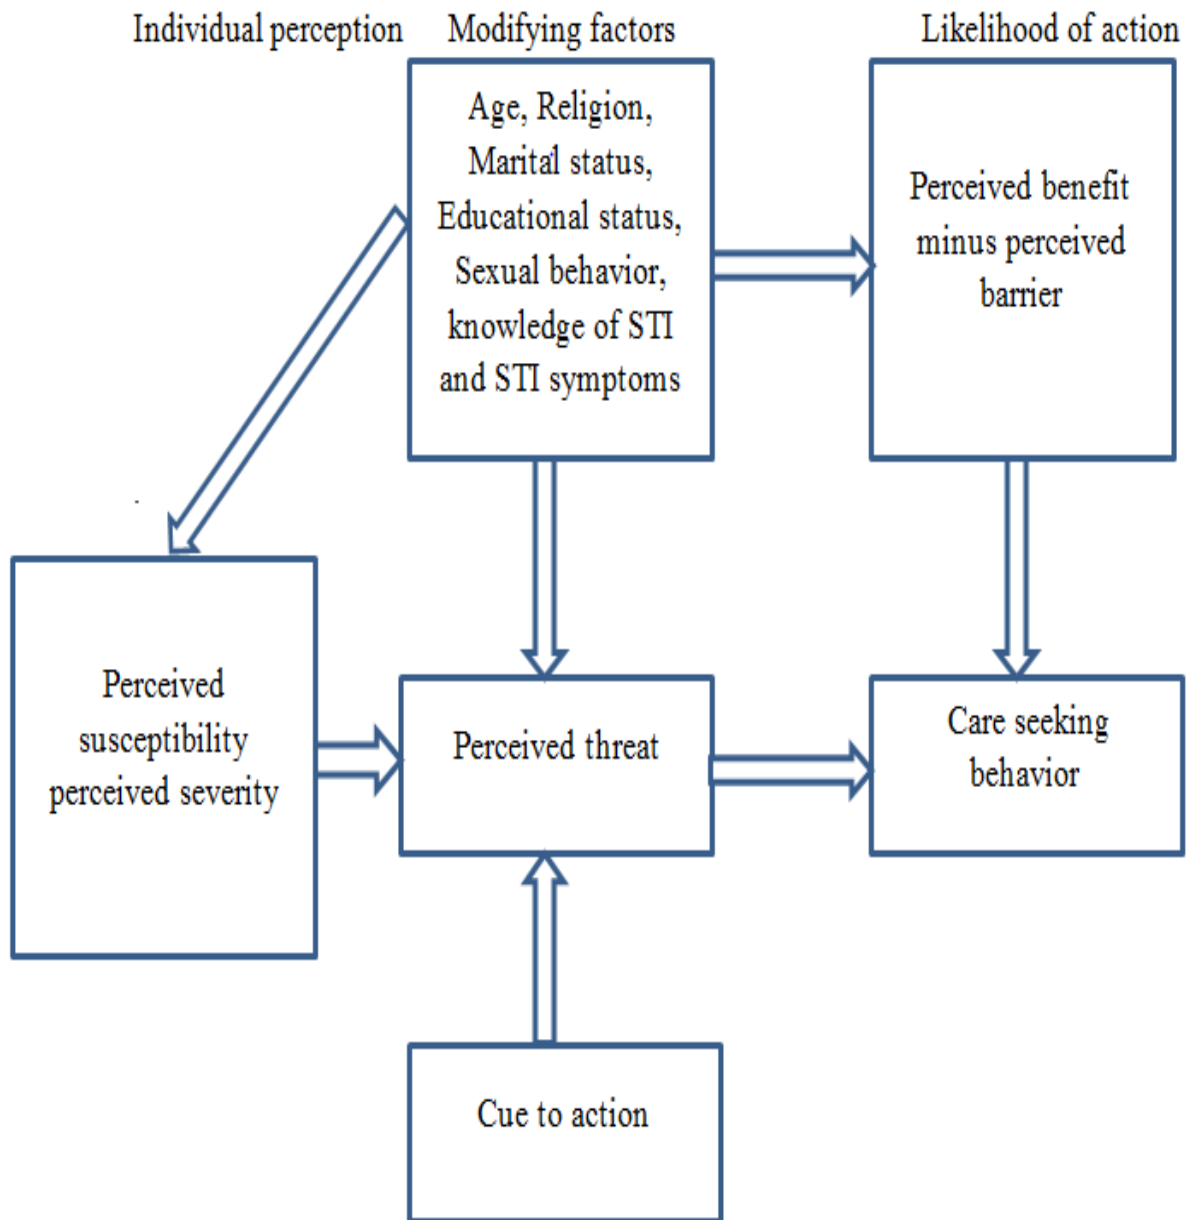 Individual perception
Modifying factors
Likelihood of action
Age, Religion,
Marital status,
Educational status,
Sexual behavior,
knowledge of STI
and STI symptoms
Perceived benefit
minus perceived
barrier
Perceived
susceptibility
perceived severity
Perceived threat
Care seeking
behavior
Cue to action